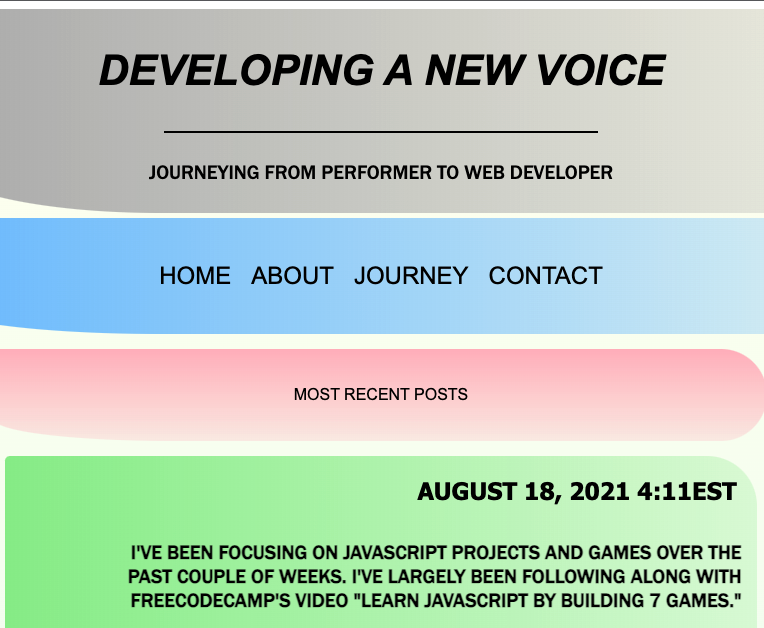 DEVELOPING A NEW VOICE
JOURNEYING FROM PERFORMER TO WEB DEVELOPER
HOME ABOUT JOURNEY CONTACT
MOST RECENT POSTS
AUGUST 18, 2021 4:11EST
I'VE BEEN FOCUSING ON JAVASCRIPT PROJECTS AND GAMES OVER THE
PAST COUPLE OF WEEKS. I'VE LARGELY BEEN FOLLOWING ALONG WITH
FREECODECAMP'S VIDEO "LEARN JAVASCRIPT BY BUILDING 7 GAMES."